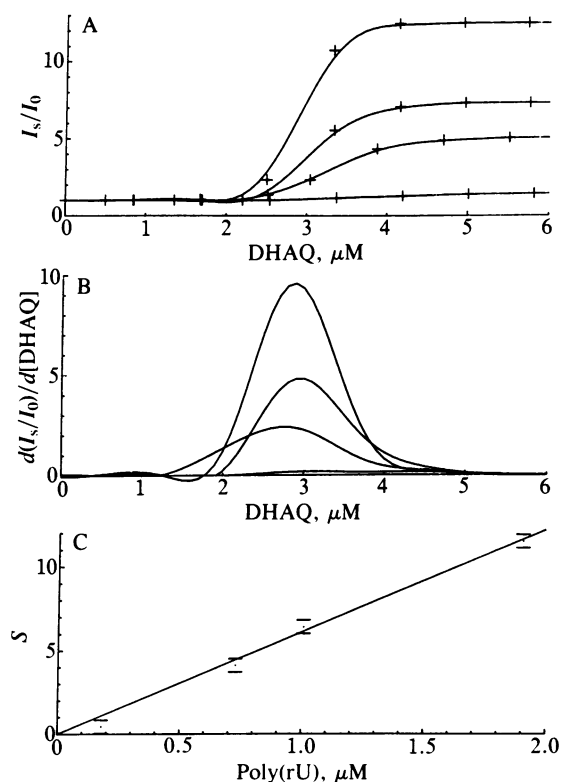 A
10
5
0
I_s/I_0
0 1 2 3 4 5 6
DHAQ, μM
B
10
5
0
d(I_s/I_0)/d[DHAQ]
0 1 2 3 4 5 6
DHAQ, μM
C
10
5
0
S
0 0.5 1.0 1.5 2.0
Poly(rU), μM